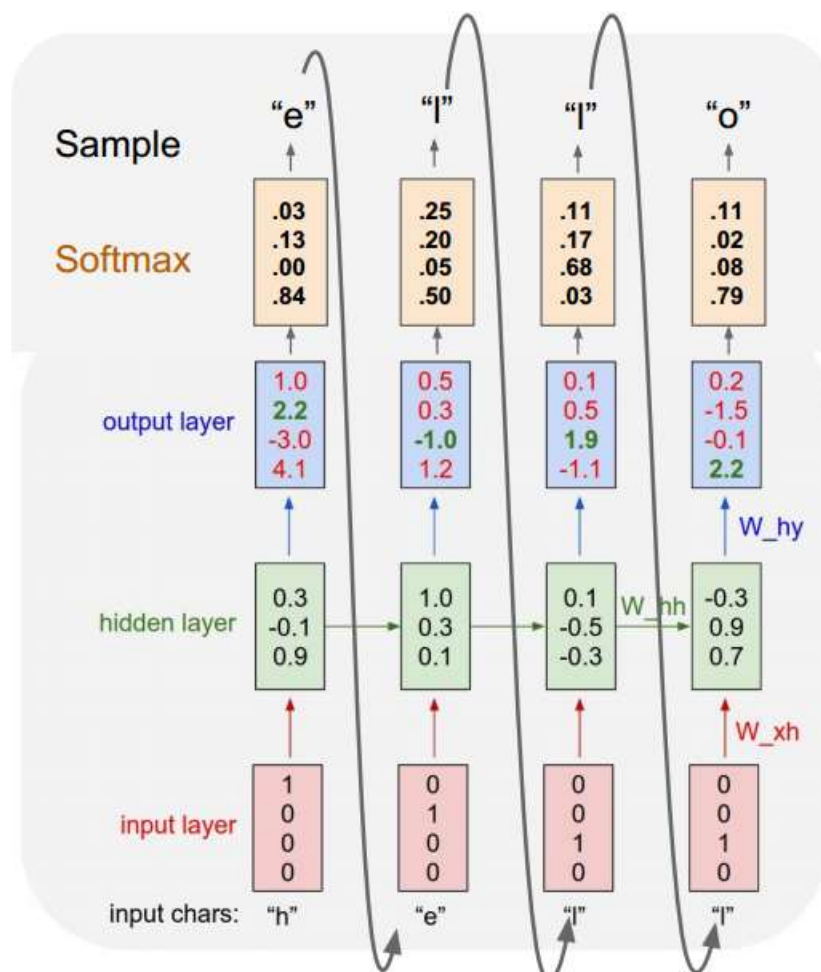 “e” “l” “l” “o”
Sample
.03 .25 .11 .11
.13 .20 .17 .02
Softmax
.00 .05 .68 .08
.84 .50 .03 .79
1.0 0.5 0.1 0.2
2.2 0.3 0.5 -1.5
output layer
-3.0 -1.0 1.9 -0.1
4.1 1.2 -1.1 2.2
W_hy
0.3 1.0 0.1 -0.3
W_hh
hidden layer -0.1 0.3 -0.5 0.9
0.9 0.1 -0.3 0.7
W_xh
1 0 0 0
0 1 0 0
input layer
0 0 1 1
0 0 0 0
input chars: “h” “e” “l” “l”